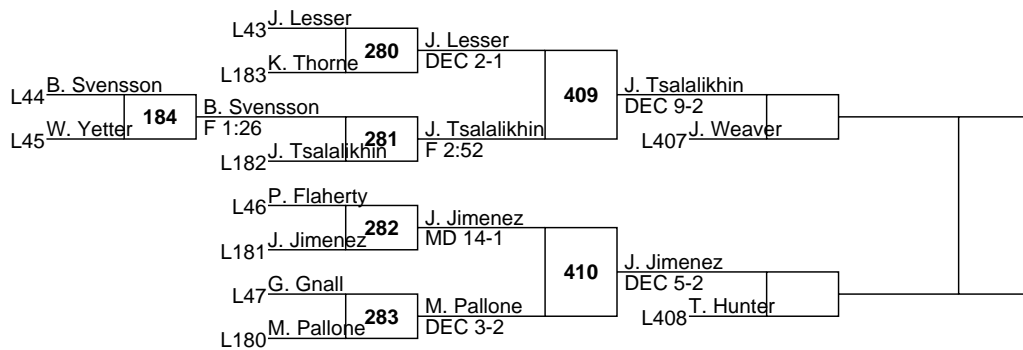 L43 J. Lesser
280
J. Lesser
DEC 2-1
L183 K. Thorne
L44 B. Svensson
184
L45 W. Yetter
B. Svensson
F 1:26
281
L182 J. Tsalalikhin
J. Tsalalikhin
F 2:52
409
J. Tsalalikhin
DEC 9-2
L407 J. Weaver
L46 P. Flaherty
282
L181 J. Jimenez
J. Jimenez
MD 14-1
410
L47 G. Gnall
283
L180 M. Pallone
M. Pallone
DEC 3-2
J. Jimenez
DEC 5-2
L408 T. Hunter